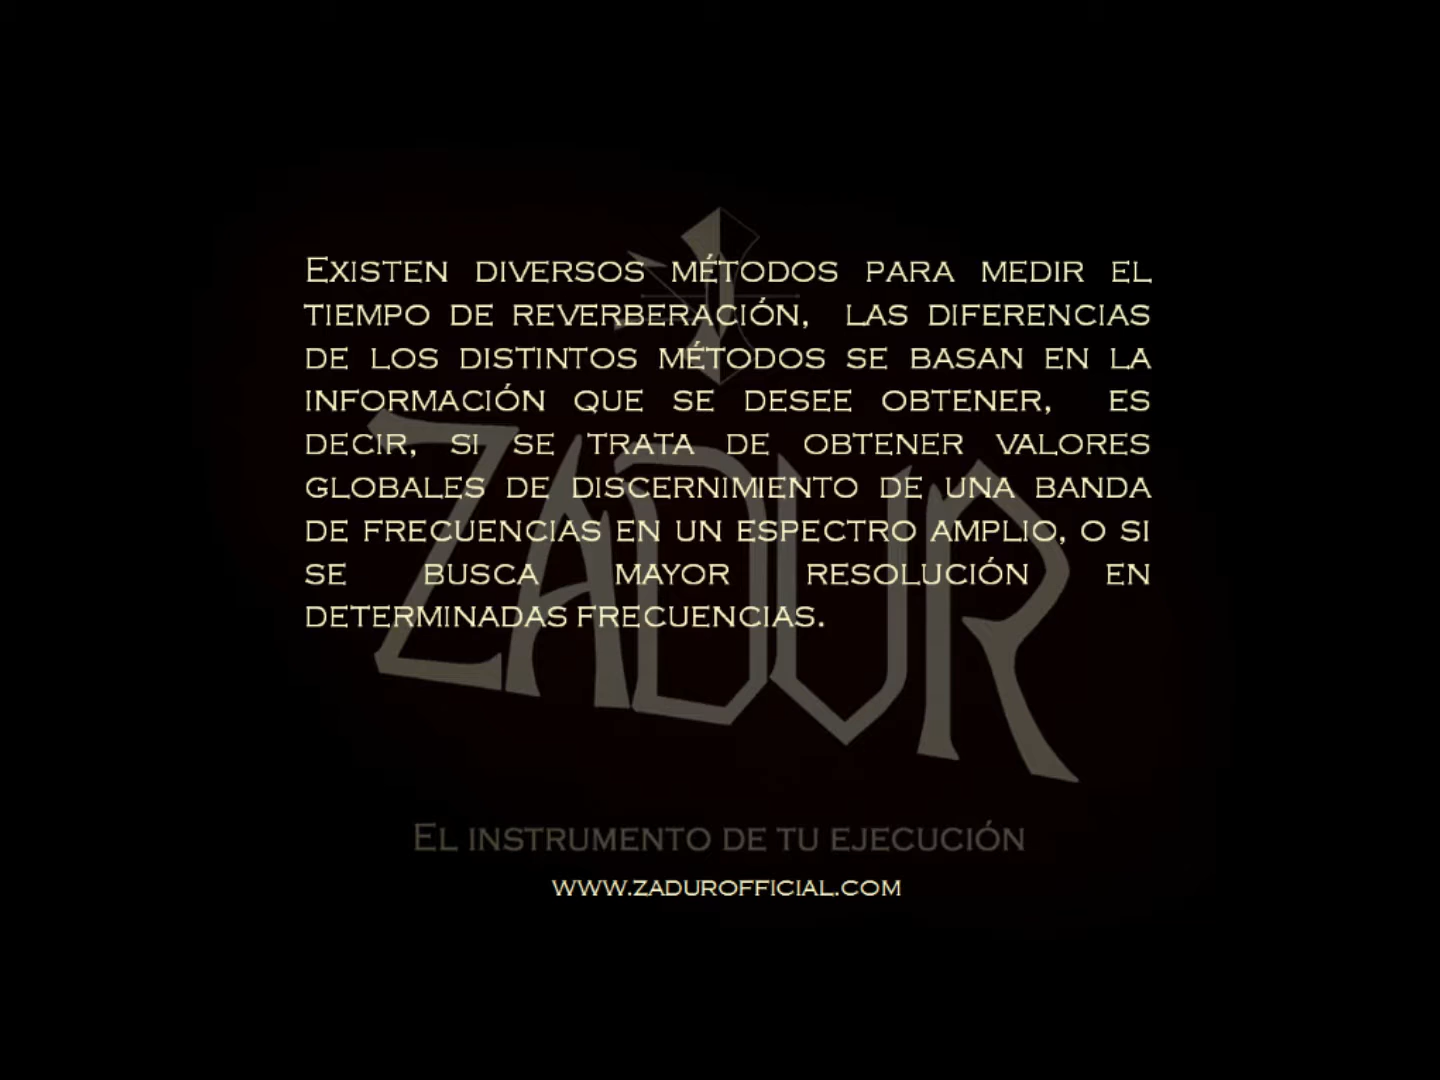 EXISTEN DIVERSOS MÉTODOS PARA MEDIR EL
TIEMPO DE REVERBERACIÓN, LAS DIFERENCIAS
DE LOS DISTINTOS MÉTODOS SE BASAN EN LA
INFORMACIÓN QUE SE DESEE OBTENER, ES
DECIR, SI SE TRATA DE OBTENER VALORES
GLOBALES DE DISCERNIMIENTO DE UNA BANDA
DE FRECUENCIAS EN UN ESPECTRO AMPLIO, O SI
SE BUSCA MAYOR RESOLUCIÓN EN
DETERMINADAS FRECUENCIAS.
ZADUR
EL INSTRUMENTO DE TU EJECUCIÓN
WWW.ZADUROFFICIAL.COM